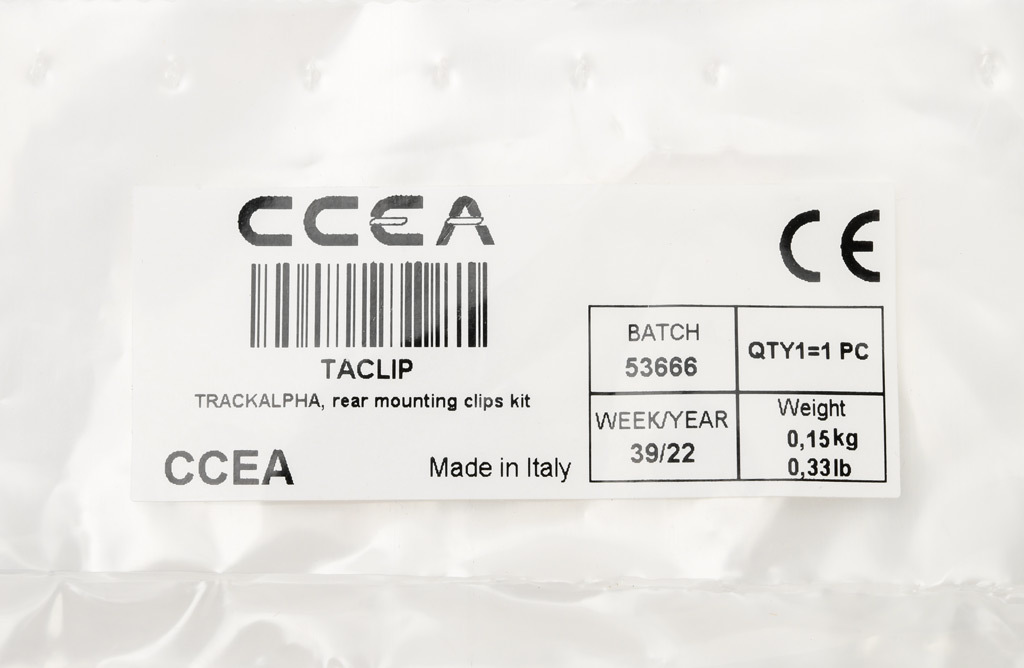 CCEA
TACLIP
TRACKALPHA, rear mounting clips kit
CCEA
Made in Italy
CE
BATCH
53666
QTY1=1 PC
WEEK/YEAR
39/22
Weight
0,15kg
0,33lb